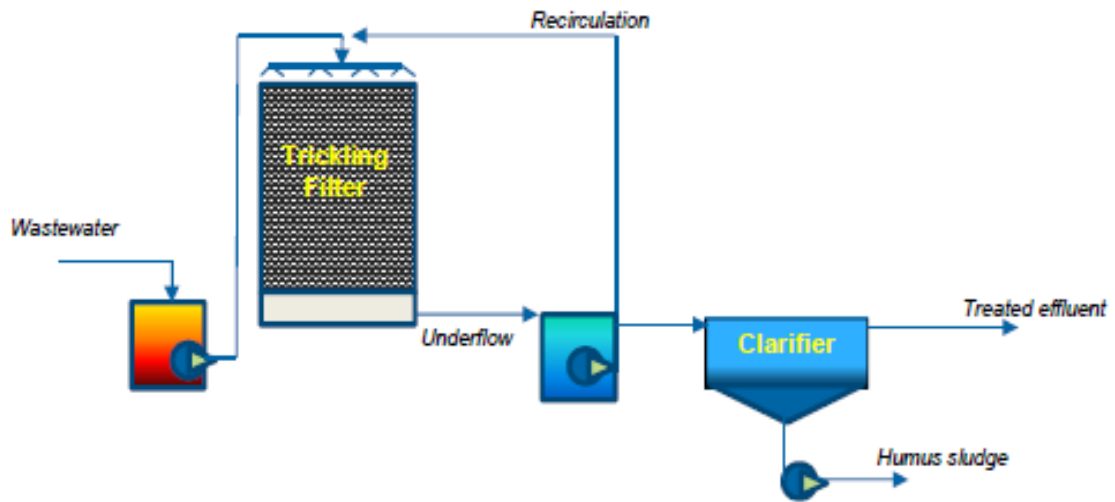 Recirculation
Trickling
Filter
Wastewater
Underflow
Treated effluent
Clarifier
Humus sludge